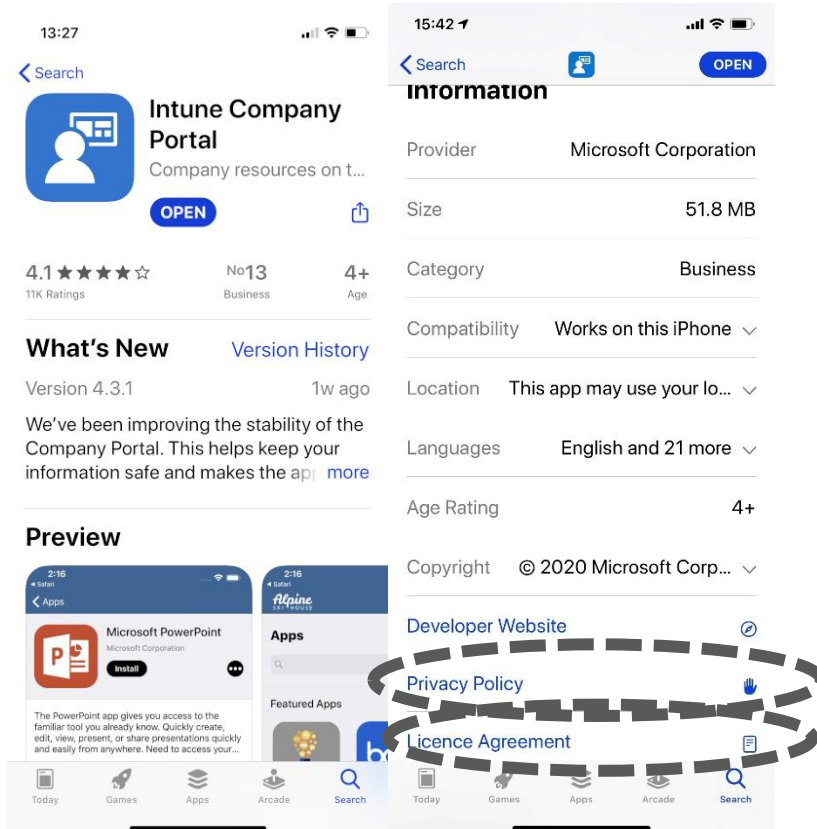 13:27
Search
Intune Company
Portal
Company resources on t...
OPEN
4.1 ★★★★☆
11K Ratings
No13
Business
4+
Age
What's New
Version History
Version 4.3.1
1w ago
We've been improving the stability of the
Company Portal. This helps keep your
information safe and makes the ap
more
Preview
2:16
Safari
Apps
Microsoft PowerPoint
Microsoft Corporation
Install
The PowerPoint app gives you access to the
familiar tool you already know. Quickly create,
edit, view, present, or share presentations quickly
and easily from anywhere. Need to access your...
2:16
Safari
Alpine
SKI HOUSE
Apps
Featured Apps
Today
Games
Apps
Arcade
Search
15:42
Search
OPEN
Information
Provider
Microsoft Corporation
Size
51.8 MB
Category
Business
Compatibility
Works on this iPhone
Location
This app may use your lo...
Languages
English and 21 more
Age Rating
4+
Copyright
© 2020 Microsoft Corp...
Developer Website
Privacy Policy
Licence Agreement
Today
Games
Apps
Arcade
Search